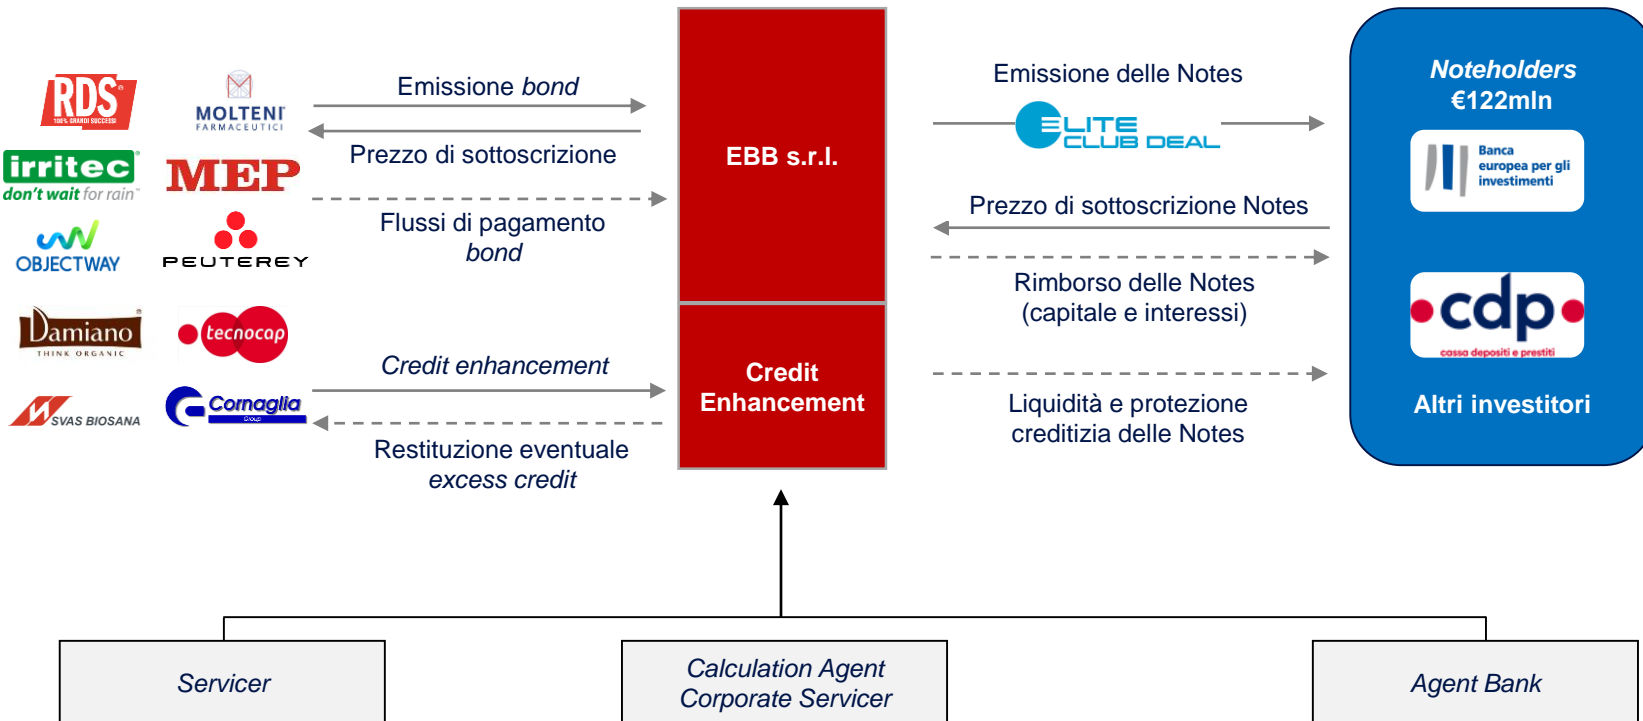 RDS
100% GRANDI SUCCESSI
MOLTENI
FARMACEUTICI
irritec
don't wait for rain™
MEP
OBJECTWAY
PEUTEREY
Damiano®
THINK ORGANIC
tecnocap
SVAS BIOSANA
Cornaglia
Group
Emissione bond
Prezzo di sottoscrizione
Flussi di pagamento
bond
Credit enhancement
Restituzione eventuale
excess credit
EBB s.r.l.
Credit
Enhancement
Emissione delle Notes
ELITE
CLUB DEAL
Prezzo di sottoscrizione Notes
Rimborso delle Notes
(capitale e interessi)
Liquidità e protezione
creditizia delle Notes
Noteholders
€122mln
Banca
europea per gli
investimenti
cdp
cassa depositi e prestiti
Altri investitori
Servicer
Calculation Agent
Corporate Servicer
Agent Bank